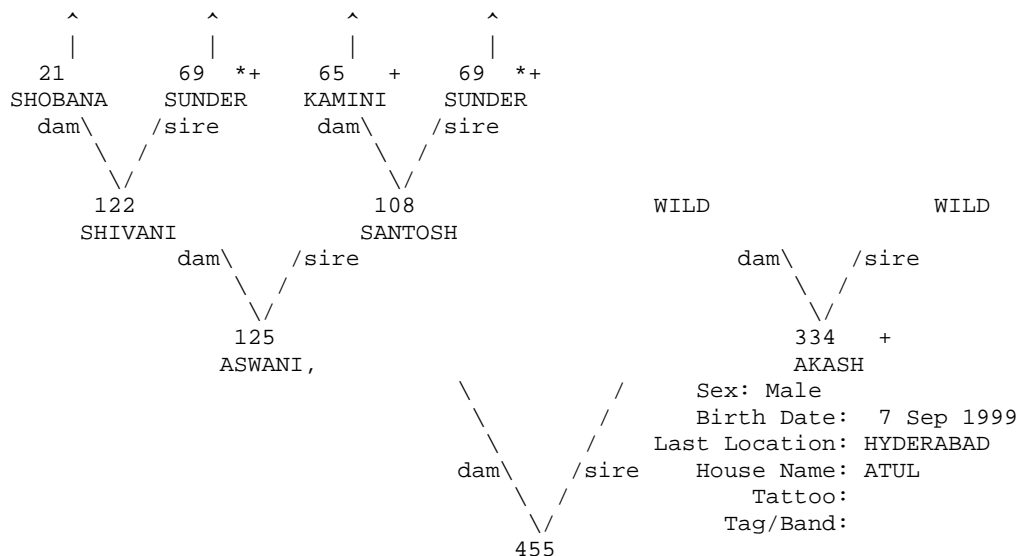 ^ ^ ^ ^
| | | |
21 69 *+ 65 + 69 *+
SHOBANA SUNDER KAMINI SUNDER
dam\ /sire dam\ /sire
\ / \ /
\/ \/
122 108 WILD WILD
SHIVANI SANTOSH
dam\ /sire dam\ /sire
\ / \ /
\/ \/
125 334 +
ASWANI, AKASH
\ / Sex: Male
\ / Birth Date: 7 Sep 1999
\ / Last Location: HYDERABAD
dam\ /sire House Name: ATUL
\ / Tattoo:
\/ Tag/Band:
455